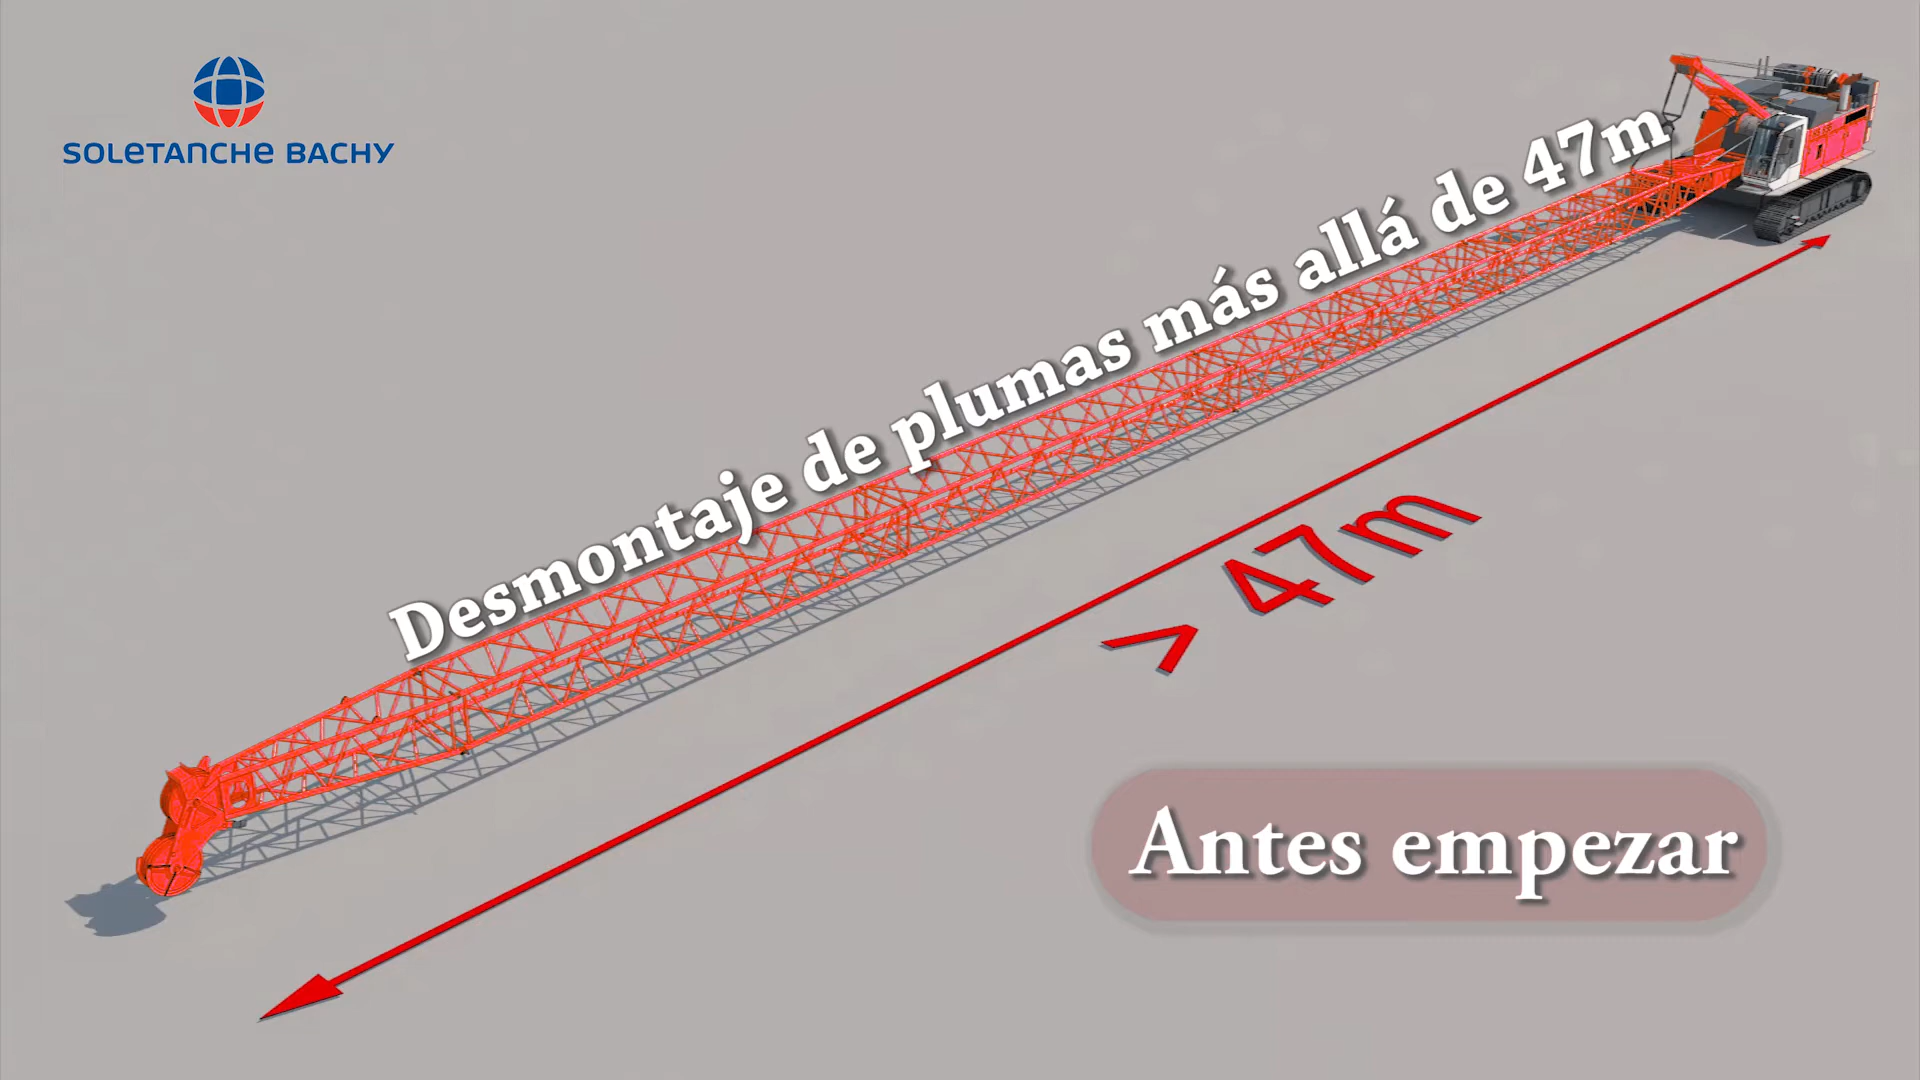 SOLETANCHE BACHY
Desmontaje de plumas más allá de 47m
> 47m
Antes empezar